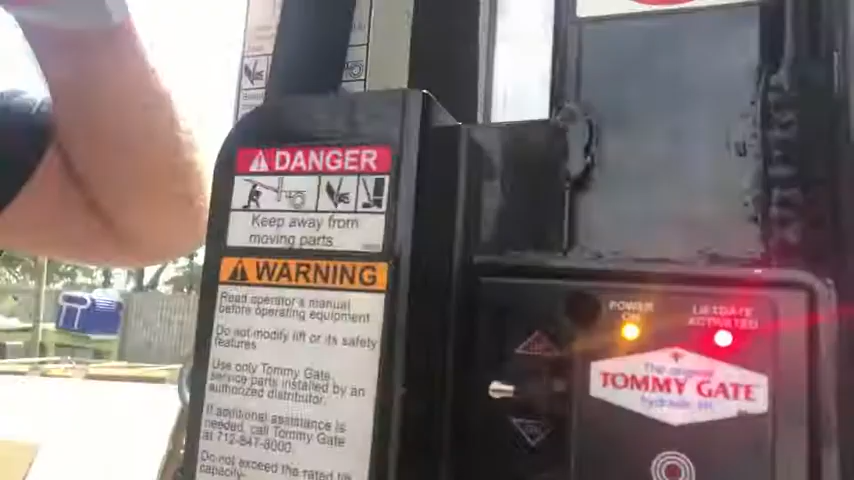 DANGER
Keep away from
moving parts.
WARNING
Read operator's manual
before operating equipment
Do not modify lift or its safety
features.
Use only Tommy Gate
service parts installed by an
authorized distributor.
If additional assistance is
needed, call Tommy Gate
at 712-847-8000.
Do not exceed the rated lift
capacity.
POWER
ON
LIFTGATE
ACTIVATED
The original
TOMMY GATE
hydraulic lift